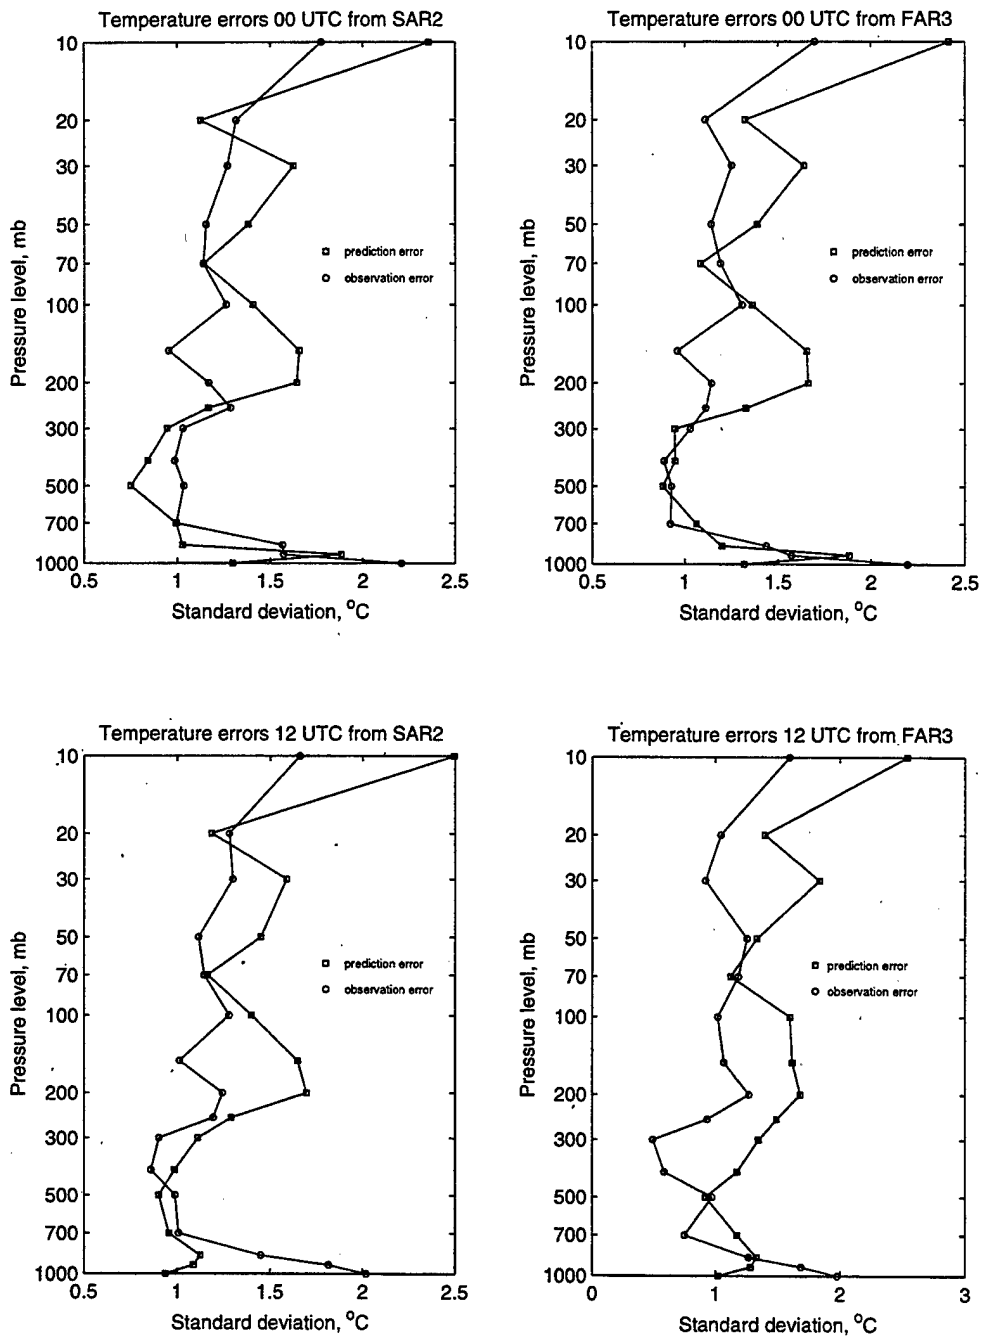 Temperature errors 00 UTC from SAR2
10
20
30
50
70
100
200
300
500
700
1000
Pressure level, mb
prediction error
observation error
0.5 1 1.5 2 2.5
Standard deviation, °C
Temperature errors 00 UTC from FAR3
10
20
30
50
70
100
200
300
500
700
1000
Pressure level, mb
prediction error
observation error
0.5 1 1.5 2 2.5
Standard deviation, °C
Temperature errors 12 UTC from SAR2
10
20
30
50
70
100
200
300
500
700
1000
Pressure level, mb
prediction error
observation error
0.5 1 1.5 2 2.5
Standard deviation, °C
Temperature errors 12 UTC from FAR3
10
20
30
50
70
100
200
300
500
700
1000
Pressure level, mb
prediction error
observation error
0 1 2 3
Standard deviation, °C